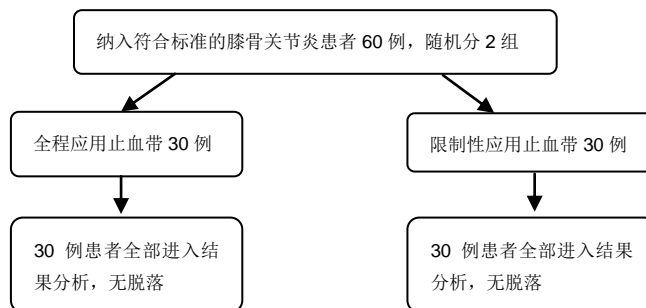 纳入符合标准的膝骨关节炎患者 60 例，随机分 2 组
全程应用止血带 30 例
限制性应用止血带 30 例
30 例患者全部进入结
果分析，无脱落
30 例患者全部进入结
果分析，无脱落